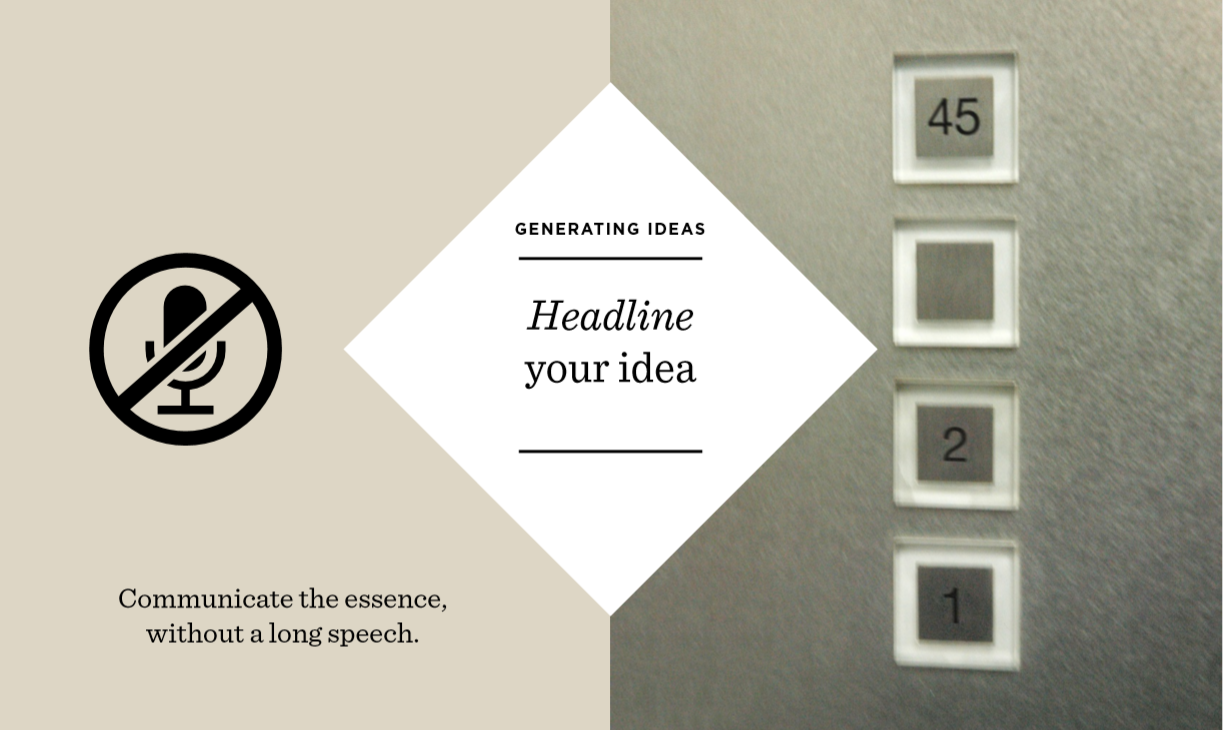 GENERATING IDEAS
Headline
your idea
Communicate the essence,
without a long speech.
45
2
1